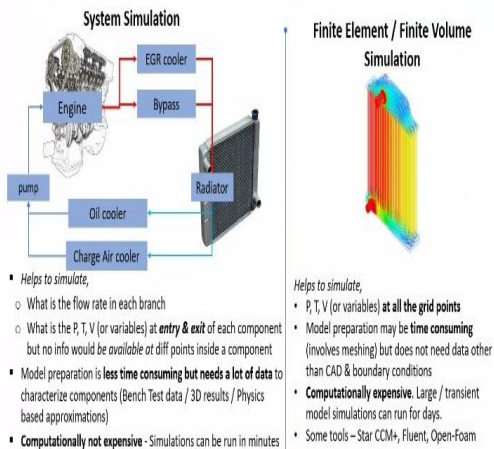 System Simulation
EGR cooler
Engine
Bypass
pump
Radiator
Oil cooler
Charge Air cooler
▪ Helps to simulate,
○ What is the flow rate in each branch
○ What is the P, T, V (or variables) at entry & exit of each component
but no info would be available at diff points inside a component
▪ Model preparation is less time consuming but needs a lot of data to
characterize components (Bench Test data / 3D results / Physics
based approximations)
▪ Computationally not expensive - Simulations can be run in minutes
Finite Element / Finite Volume
Simulation
Helps to simulate,
• P, T, V (or variables) at all the grid points
• Model preparation may be time consuming
(involves meshing) but does not need data other
than CAD & boundary conditions
• Computationally expensive. Large / transient
model simulations can run for days.
• Some tools – Star CCM+, Fluent, Open-Foam